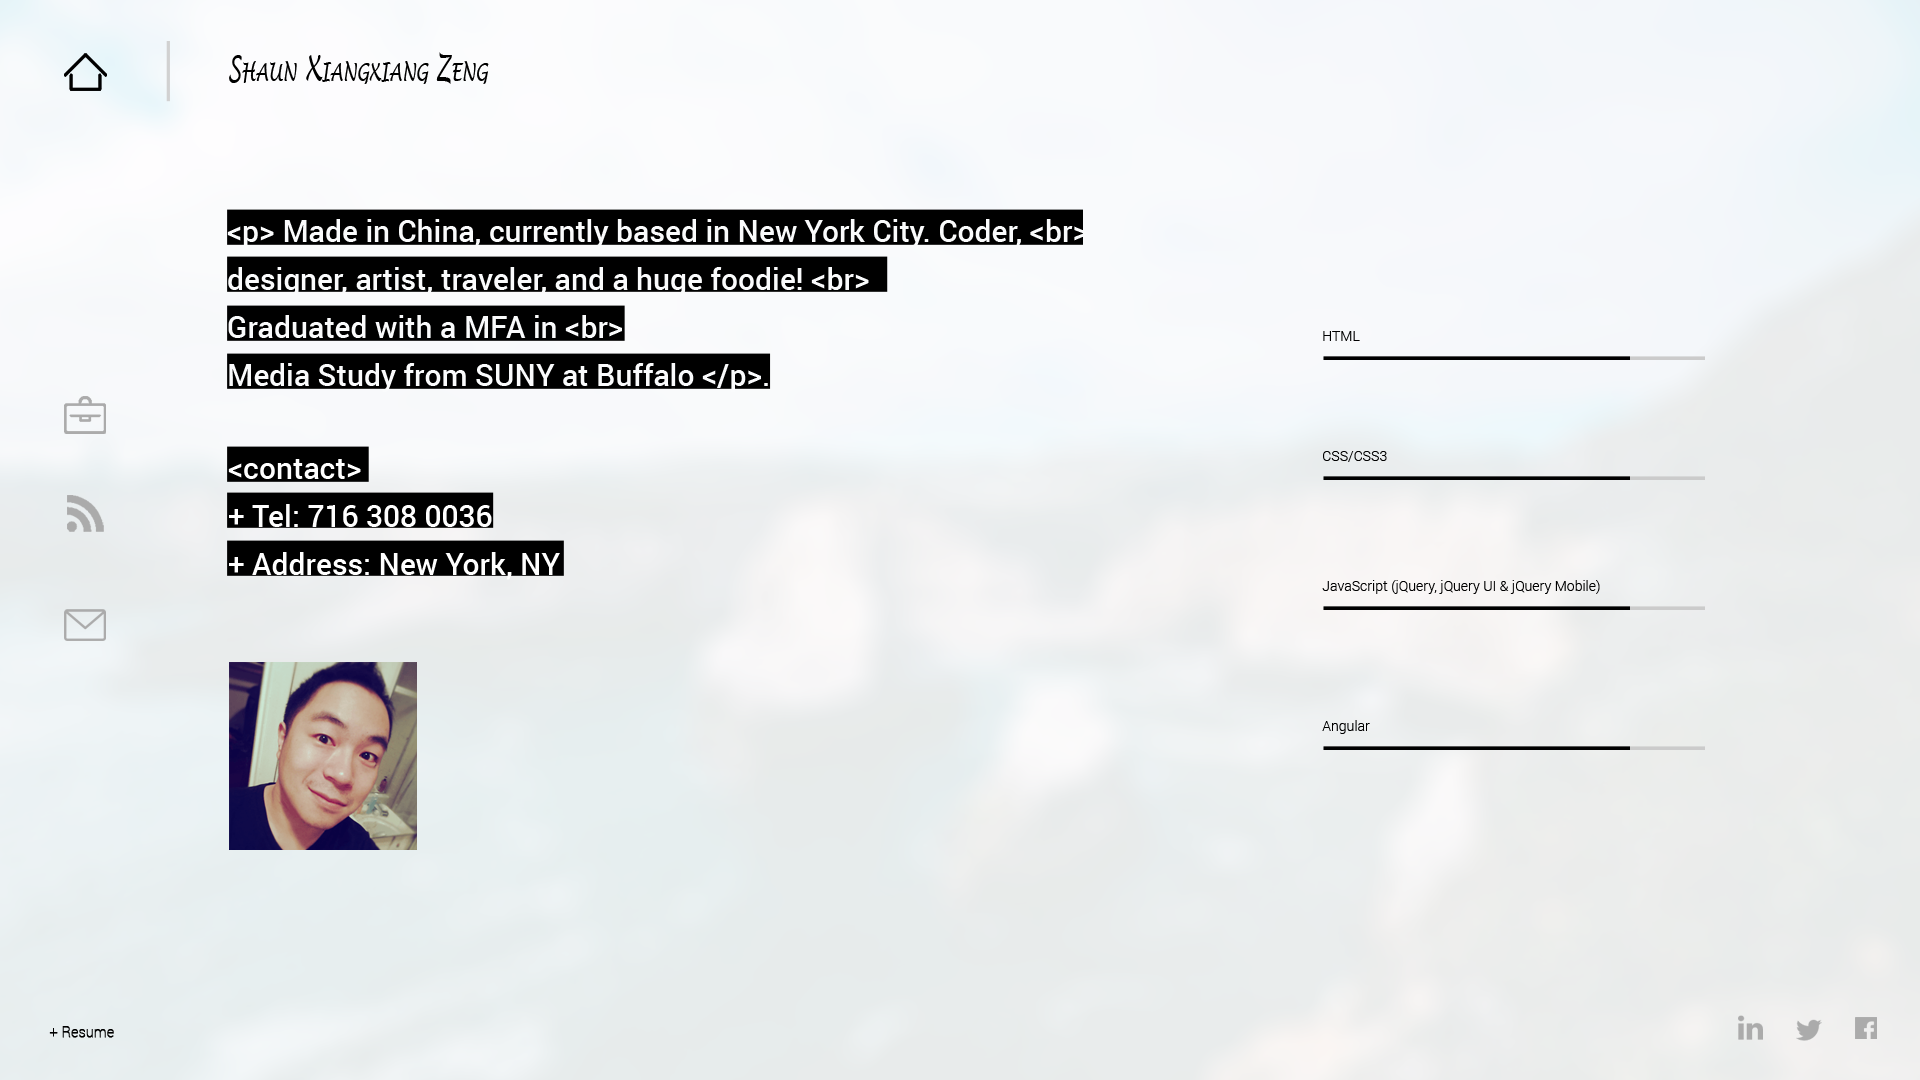 Shaun Xiangxiang Zeng
<p> Made in China, currently based in New York City. Coder, <br>
designer, artist, traveler, and a huge foodie! <br>
Graduated with a MFA in <br>
Media Study from SUNY at Buffalo </p>.
<contact>
+ Tel: 716 308 0036
+ Address: New York, NY
HTML
CSS/CSS3
JavaScript (jQuery, jQuery UI & jQuery Mobile)
Angular
+ Resume
in